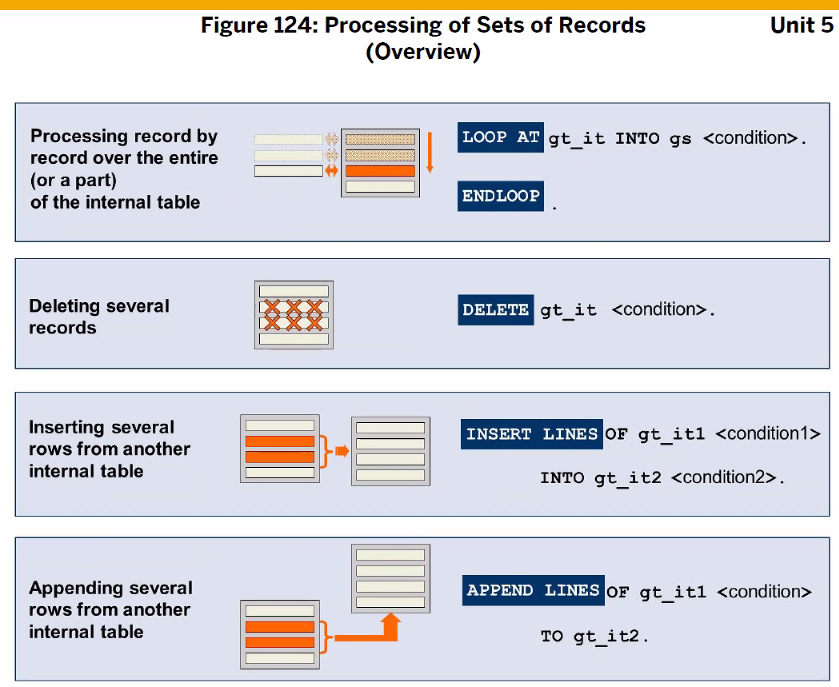 Figure 124: Processing of Sets of Records
(Overview)
Unit 5
Processing record by
record over the entire
(or a part)
of the internal table
LOOP AT gt_it INTO gs <condition>.
ENDLOOP .
Deleting several
records
DELETE gt_it <condition>.
Inserting several
rows from another
internal table
INSERT LINES OF gt_it1 <condition1>
INTO gt_it2 <condition2>.
Appending several
rows from another
internal table
APPEND LINES OF gt_it1 <condition>
TO gt_it2.